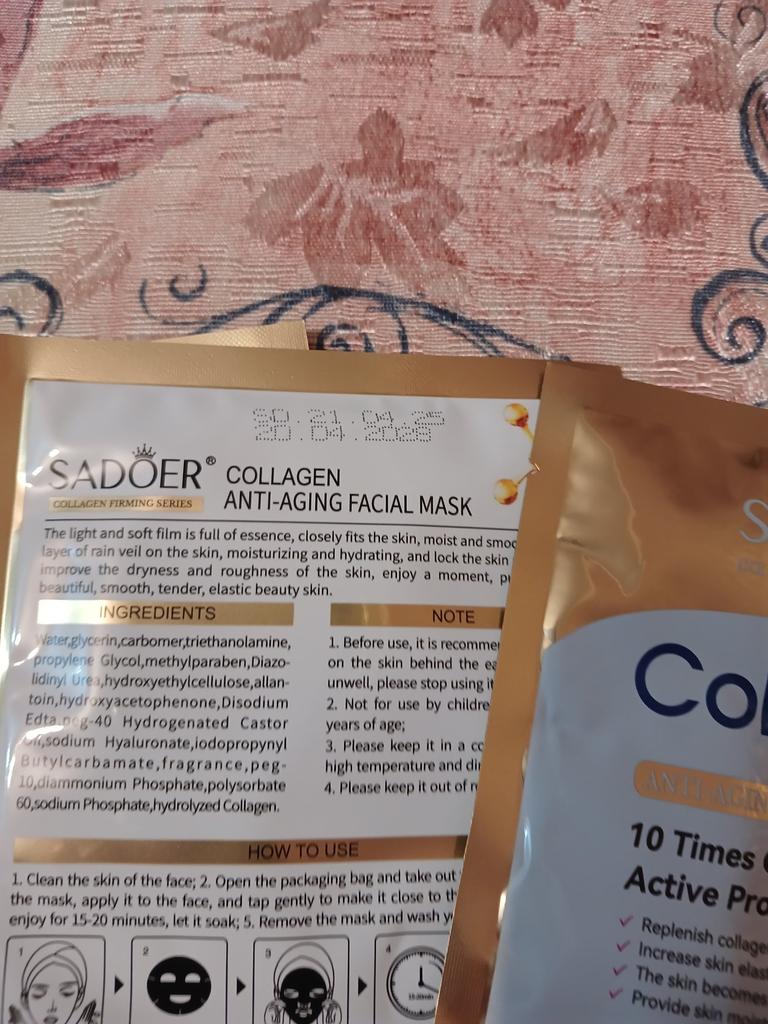 SQ.21.04.25
20.04.2028
SADOER®
COLLAGEN FIRMING SERIES
COLLAGEN
ANTI-AGING FACIAL MASK
The light and soft film is full of essence, closely fits the skin, moist and smoo
layer of rain veil on the skin, moisturizing and hydrating, and lock the skin
improve the dryness and roughness of the skin, enjoy a moment, p
beautiful, smooth, tender, elastic beauty skin.
INGREDIENTS
Water,glycerin,carbomer,triethanolamine,
propylene Glycol,methylparaben,Diazo-
lidinyl Urea,hydroxyethylcellulose,allan-
toin,hydroxyacetophenone,Disodium
Edta,peg-40 Hydrogenated Castor
Oil,sodium Hyaluronate,iodopropynyl
Butylcarbamate,fragrance,peg-
10,diammonium Phosphate,polysorbate
60,sodium Phosphate,hydrolyzed Collagen.
NOTE
1. Before use, it is recomme
on the skin behind the ea
unwell, please stop using it
2. Not for use by childre
years of age;
3. Please keep it in a co
high temperature and di
4. Please keep it out of r
HOW TO USE
1. Clean the skin of the face; 2. Open the packaging bag and take out
the mask, apply it to the face, and tap gently to make it close to th
enjoy for 15-20 minutes, let it soak; 5. Remove the mask and wash y
1
2
3
4
15-20min
S
Col
ANTI-AGIN
10 Times
Active Pro
Replenish collage
Increase skin elas
The skin becomes
Provide skin mois